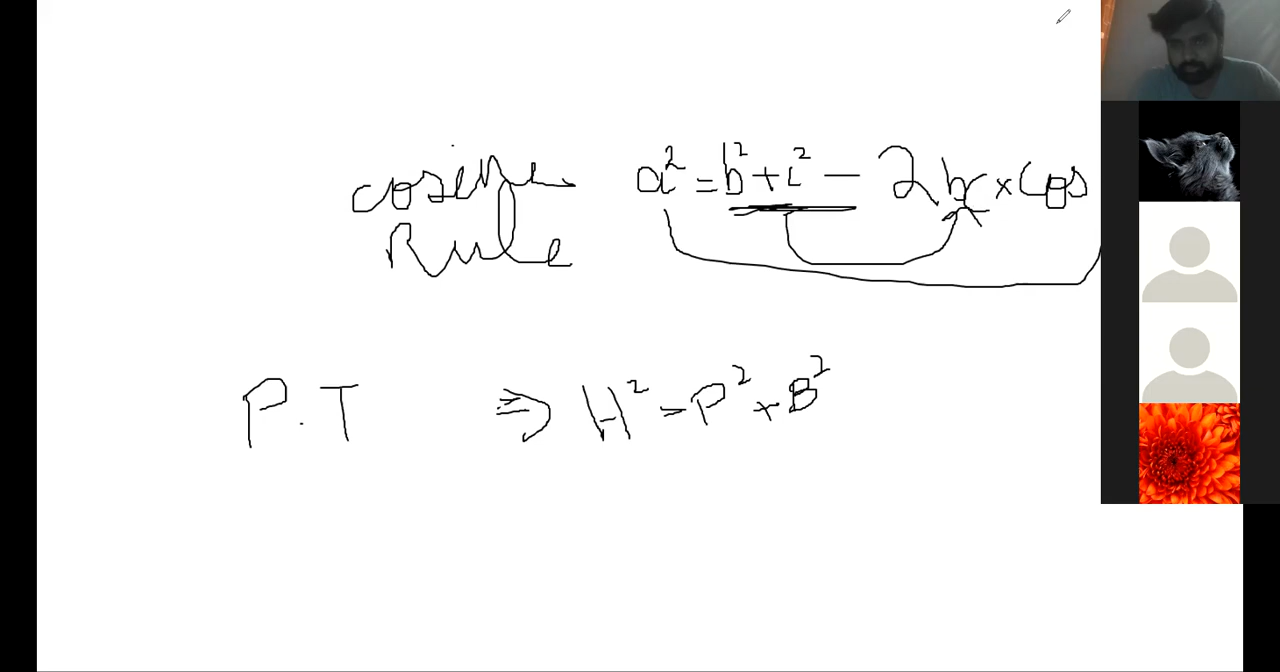 cosine a² = b² + c² - 2bc × Cos
Rule
P.T ⇒ H² = P² + B²